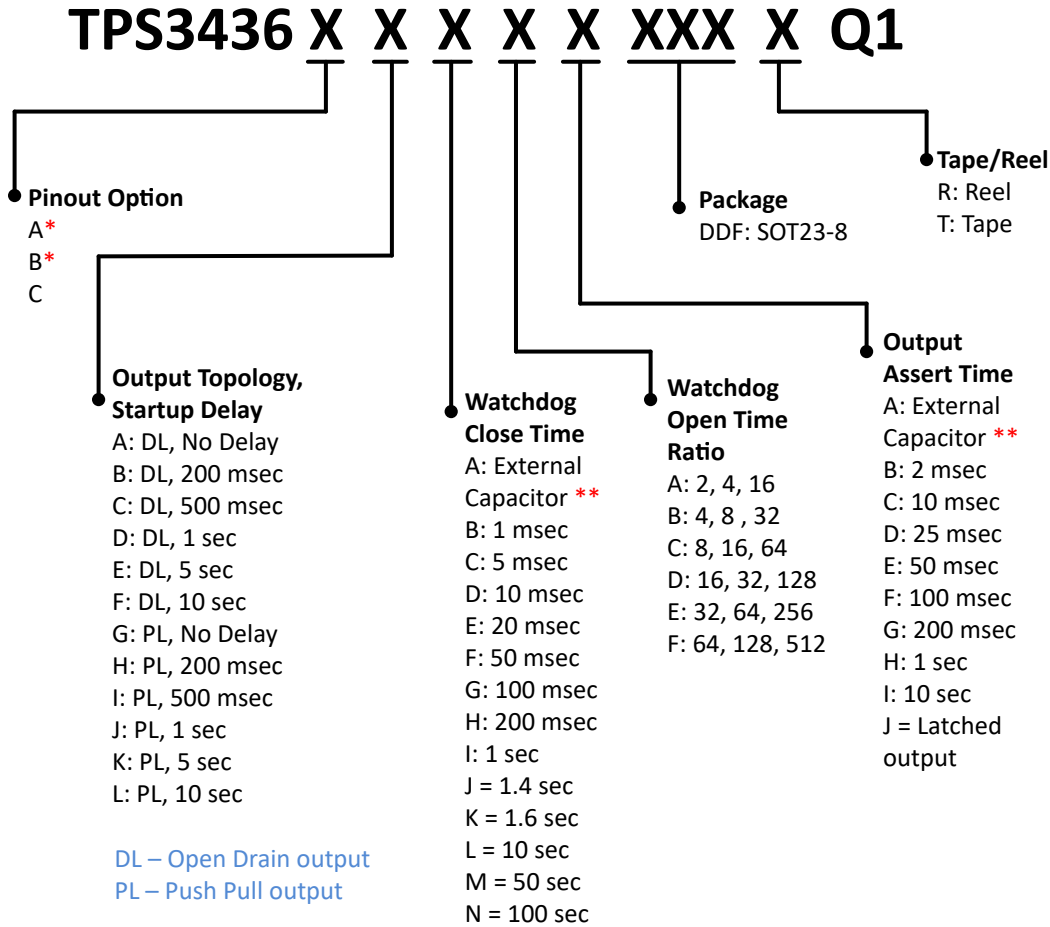 TPS3436 X X X X X XXX X Q1
Pinout Option
A*
B*
C
Output Topology,
Startup Delay
A: DL, No Delay
B: DL, 200 msec
C: DL, 500 msec
D: DL, 1 sec
E: DL, 5 sec
F: DL, 10 sec
G: PL, No Delay
H: PL, 200 msec
I: PL, 500 msec
J: PL, 1 sec
K: PL, 5 sec
L: PL, 10 sec
DL – Open Drain output
PL – Push Pull output
Watchdog
Close Time
A: External
Capacitor **
B: 1 msec
C: 5 msec
D: 10 msec
E: 20 msec
F: 50 msec
G: 100 msec
H: 200 msec
I: 1 sec
J = 1.4 sec
K = 1.6 sec
L = 10 sec
M = 50 sec
N = 100 sec
Watchdog
Open Time
Ratio
A: 2, 4, 16
B: 4, 8 , 32
C: 8, 16, 64
D: 16, 32, 128
E: 32, 64, 256
F: 64, 128, 512
Output
Assert Time
A: External
Capacitor **
B: 2 msec
C: 10 msec
D: 25 msec
E: 50 msec
F: 100 msec
G: 200 msec
H: 1 sec
I: 10 sec
J = Latched
output
Package
DDF: SOT23-8
Tape/Reel
R: Reel
T: Tape